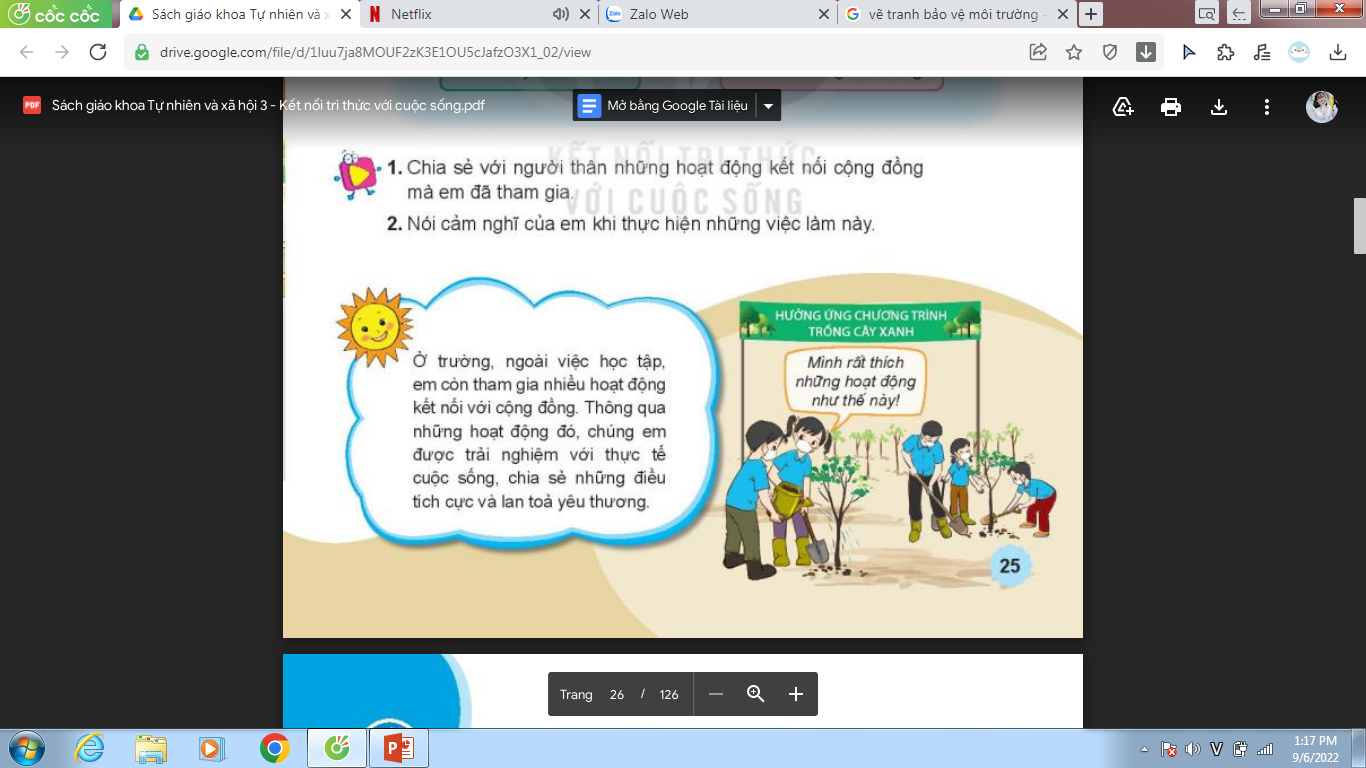 cốc cốc
Sách giáo khoa Tự nhiên và x
Netflix
Zalo Web
vẽ tranh bảo vệ môi trường -
drive.google.com/file/d/1luu7ja8MOUF2zK3E1OU5cJafzO3X1_02/view
PDF Sách giáo khoa Tự nhiên và xã hội 3 - Kết nối tri thức với cuộc sống.pdf
Mở bằng Google Tài liệu
KẾT NỐI TRI THỨC
VỚI CUỘC SỐNG
1. Chia sẻ với người thân những hoạt động kết nối cộng đồng
mà em đã tham gia.
2. Nói cảm nghĩ của em khi thực hiện những việc làm này.
Ở trường, ngoài việc học tập,
em còn tham gia nhiều hoạt động
kết nối với cộng đồng. Thông qua
những hoạt động đó, chúng em
được trải nghiệm với thực tế
cuộc sống, chia sẻ những điều
tích cực và lan toả yêu thương.
HƯỞNG ỨNG CHƯƠNG TRÌNH
TRỒNG CÂY XANH
Mình rất thích
những hoạt động
như thế này!
25
Trang 26 / 126
1:17 PM
9/6/2022